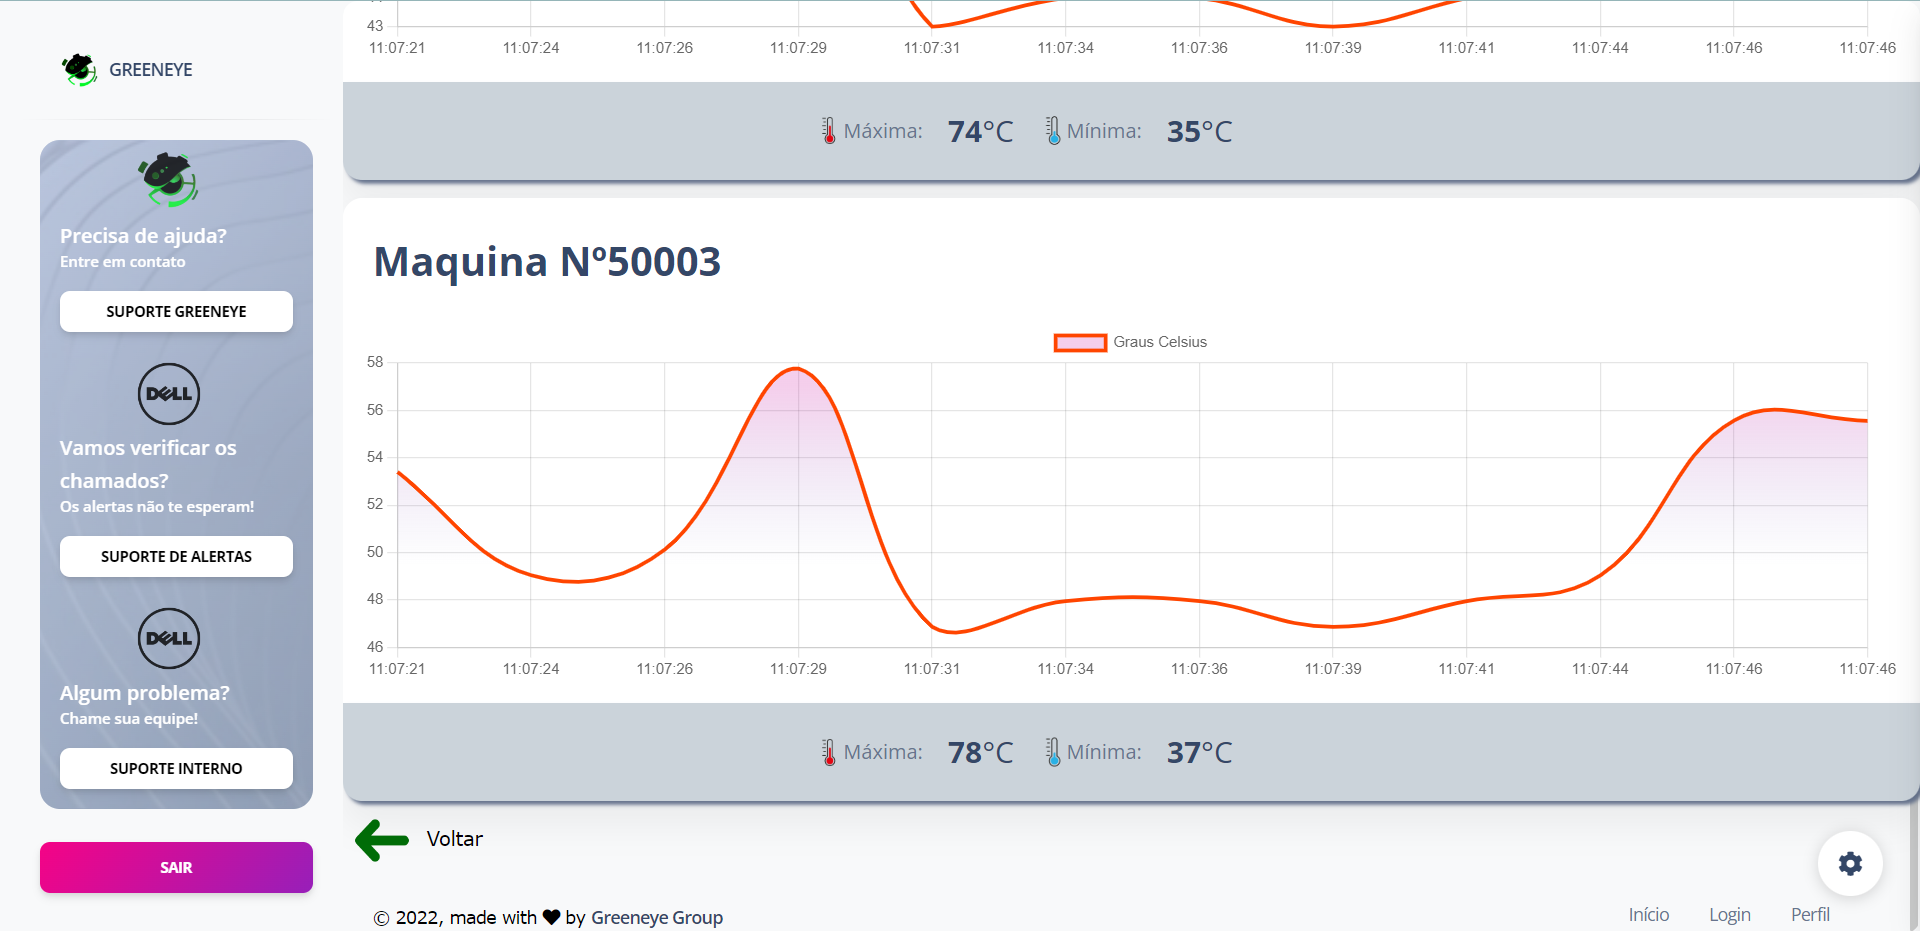 GREENEYE
Precisa de ajuda?
Entre em contato
SUPORTE GREENEYE
DELL
Vamos verificar os
chamados?
Os alertas não te esperam!
SUPORTE DE ALERTAS
DELL
Algum problema?
Chame sua equipe!
SUPORTE INTERNO
SAIR
43
11:07:21 11:07:24 11:07:26 11:07:29 11:07:31 11:07:34 11:07:36 11:07:39 11:07:41 11:07:44 11:07:46 11:07:46
Máxima: 74°C Mínima: 35°C
Maquina Nº50003
Graus Celsius
58
56
54
52
50
48
46
11:07:21 11:07:24 11:07:26 11:07:29 11:07:31 11:07:34 11:07:36 11:07:39 11:07:41 11:07:44 11:07:46 11:07:46
Máxima: 78°C Mínima: 37°C
Voltar
© 2022, made with ♥ by Greeneye Group
Início Login Perfil